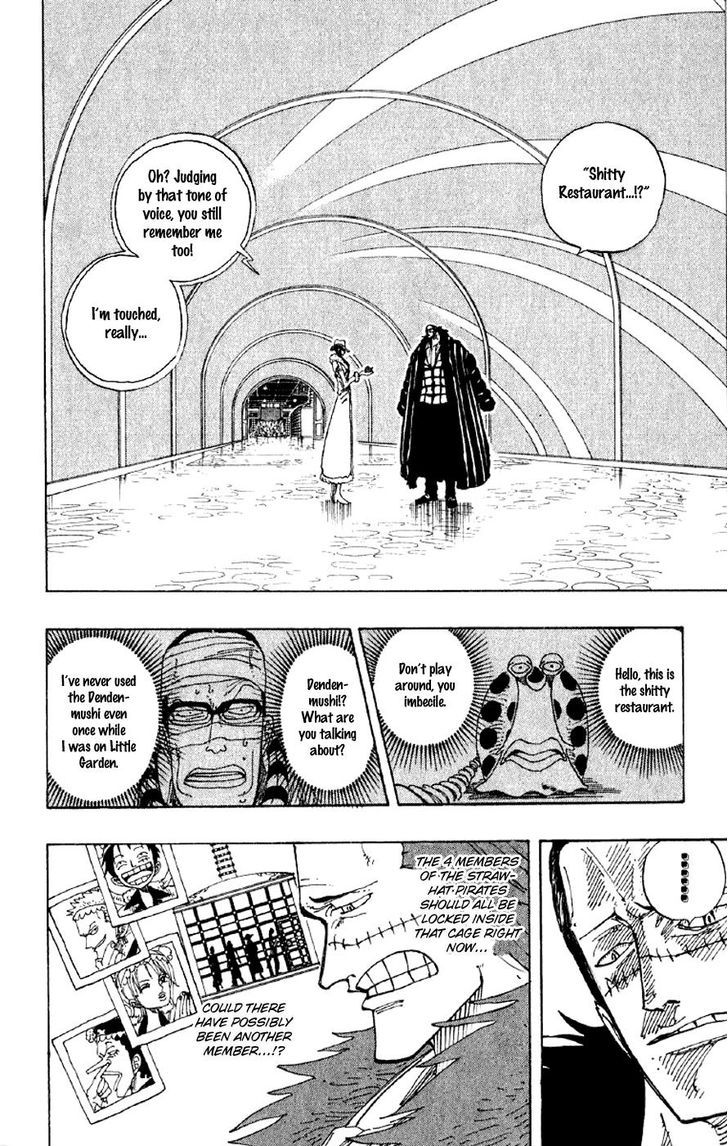 "Shitty
Restaurant...!?"
Oh? Judging
by that tone of
voice, you still
remember me
too!
I'm touched,
really...
Hello, this is
the shitty
restaurant.
Don't play
around, you
imbecile.
Denden-
mushi!?
What are
you talking
about?
I've never used
the Denden-
mushi even
once while
I was on Little
Garden.
......
THE 4 MEMBERS
OF THE STRAW-
HAT PIRATES
SHOULD ALL BE
LOCKED INSIDE
THAT CAGE RIGHT
NOW...
COULD THERE
HAVE POSSIBLY
BEEN ANOTHER
MEMBER...!?